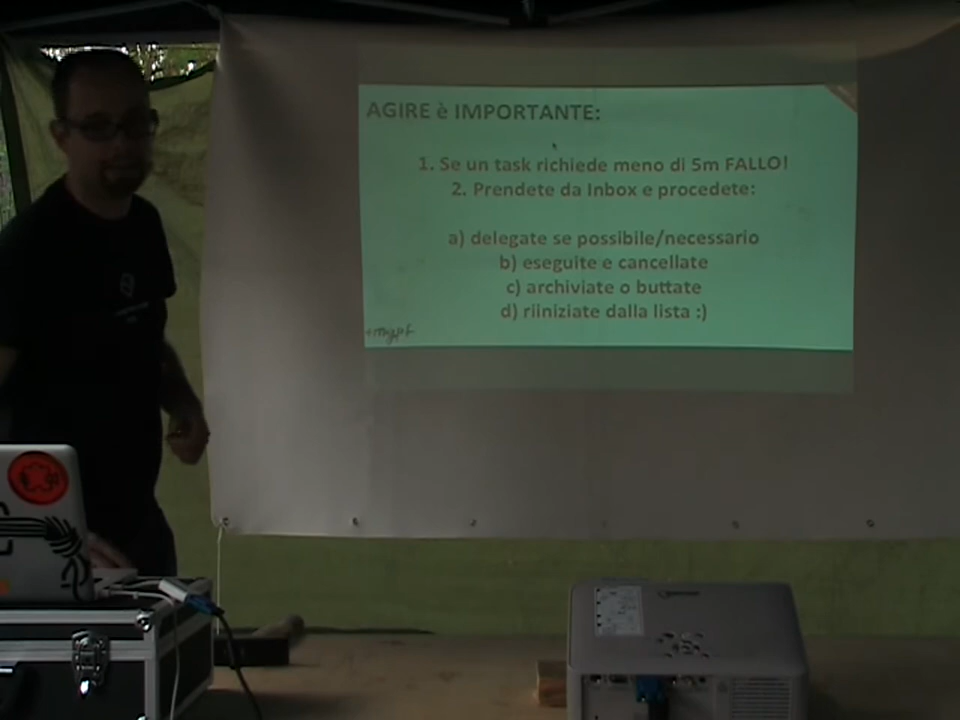 AGIRE è IMPORTANTE:
1. Se un task richiede meno di 5m FALLO!
2. Prendete da Inbox e procedete:
a) delegate se possibile/necessario
b) eseguite e cancellate
c) archiviate o buttate
d) riiniziate dalla lista :)